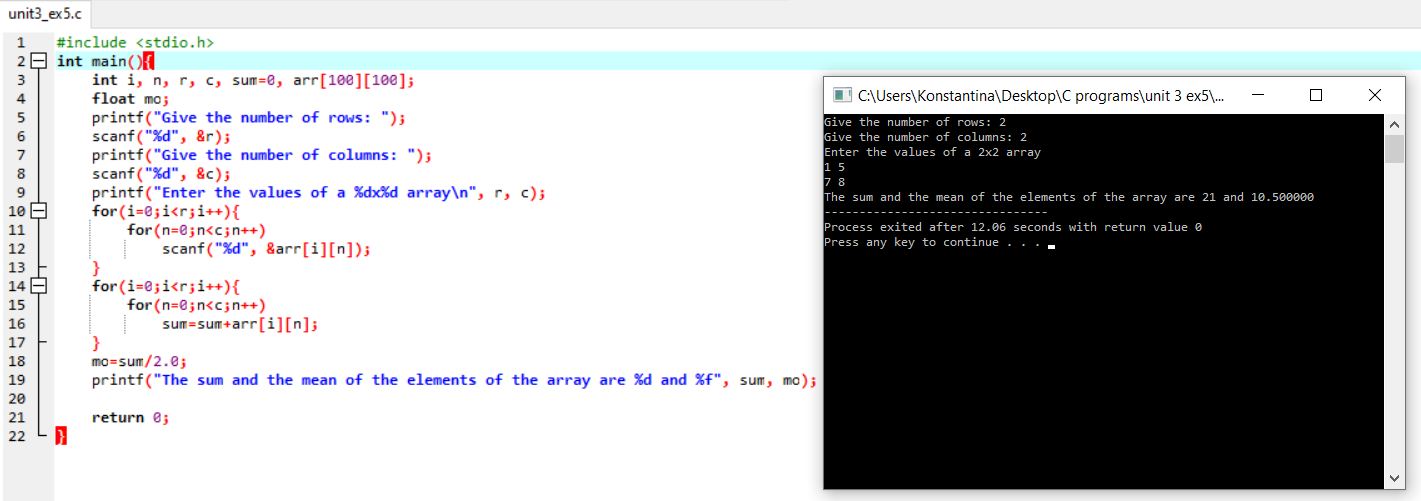 unit3_ex5.c
1 #include <stdio.h>
2 int main(){
3 int i, n, r, c, sum=0, arr[100][100];
4 float mo;
5 printf("Give the number of rows: ");
6 scanf("%d", &r);
7 printf("Give the number of columns: ");
8 scanf("%d", &c);
9 printf("Enter the values of a %dx%d array\n", r, c);
10 for(i=0;i<r;i++){
11 for(n=0;n<c;n++)
12 scanf("%d", &arr[i][n]);
13 }
14 for(i=0;i<r;i++){
15 for(n=0;n<c;n++)
16 sum=sum+arr[i][n];
17 }
18 mo=sum/2.0;
19 printf("The sum and the mean of the elements of the array are %d and %f", sum, mo);
20
21 return 0;
22 }
C:\Users\Konstantina\Desktop\C programs\unit 3 ex5\...
Give the number of rows: 2
Give the number of columns: 2
Enter the values of a 2x2 array
1 5
7 8
The sum and the mean of the elements of the array are 21 and 10.500000
--------------------------------
Process exited after 12.06 seconds with return value 0
Press any key to continue . . .